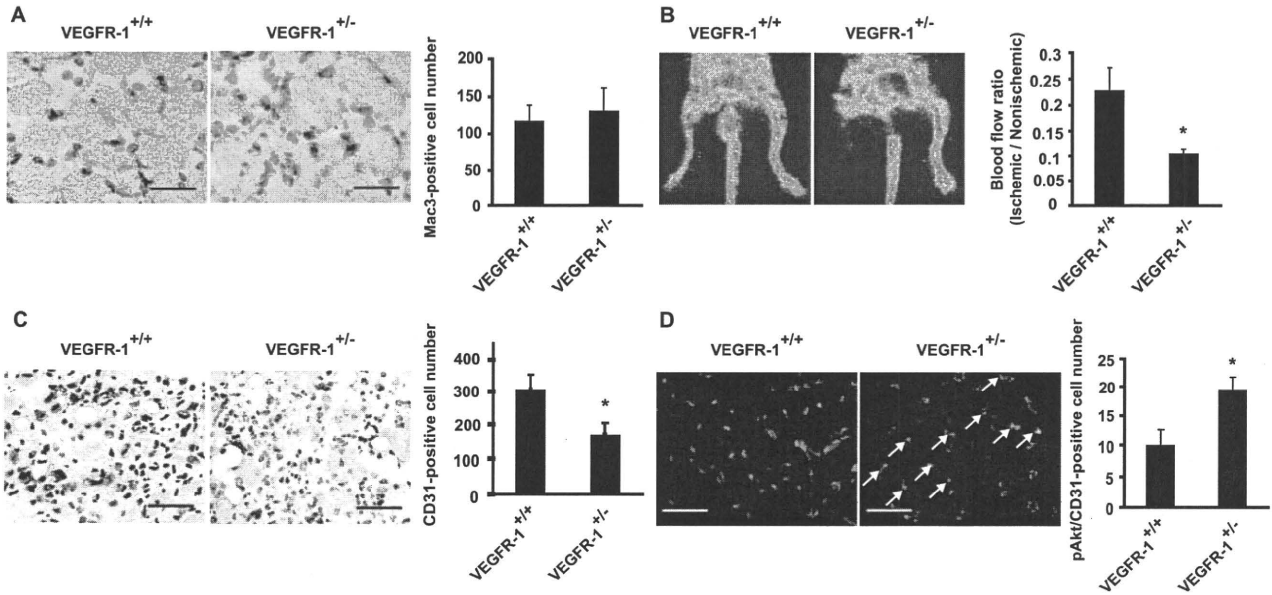 A
VEGFR-1+/+
VEGFR-1+/-
Mac3-positive cell number
200
150
100
50
0
VEGFR-1+/+
VEGFR-1+/-
B
VEGFR-1+/+
VEGFR-1+/-
Blood flow ratio
(Ischemic / Nonischemic)
0.3
0.25
0.2
0.15
0.1
0.05
0
*
VEGFR-1+/+
VEGFR-1+/-
C
VEGFR-1+/+
VEGFR-1+/-
CD31-positive cell number
400
300
200
100
0
*
VEGFR-1+/+
VEGFR-1+/-
D
VEGFR-1+/+
VEGFR-1+/-
pAkt/CD31-positive cell number
25
20
15
10
5
0
*
VEGFR-1+/+
VEGFR-1+/-